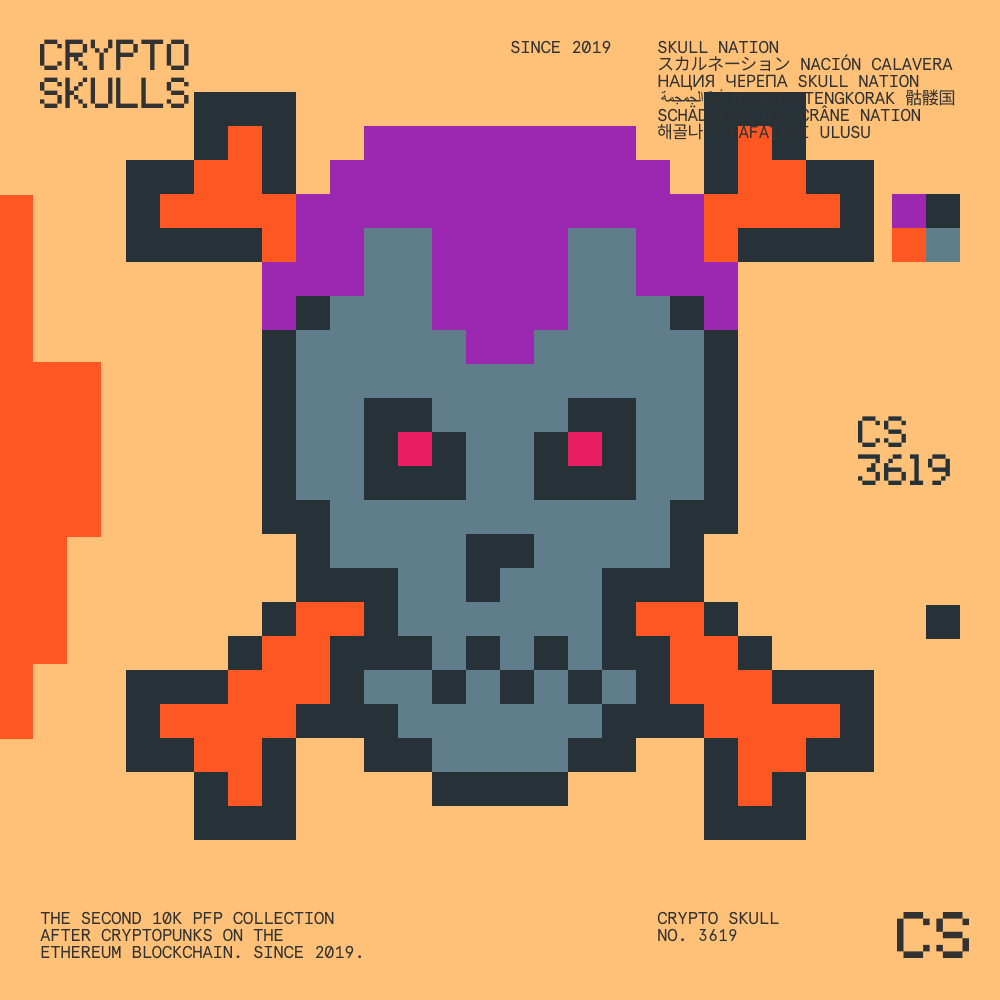 CRYPTO
SKULLS
SINCE 2019
SKULL NATION
スカルネーション NACIÓN CALAVERA
НАЦИЯ ЧЕРЕПА SKULL NATION
الجمجمة TENGKORAK 骷髅国
CRÂNE NATION
ULUSU
CS
3619
THE SECOND 10K PFP COLLECTION
AFTER CRYPTOPUNKS ON THE
ETHEREUM BLOCKCHAIN. SINCE 2019.
CRYPTO SKULL
NO. 3619
CS